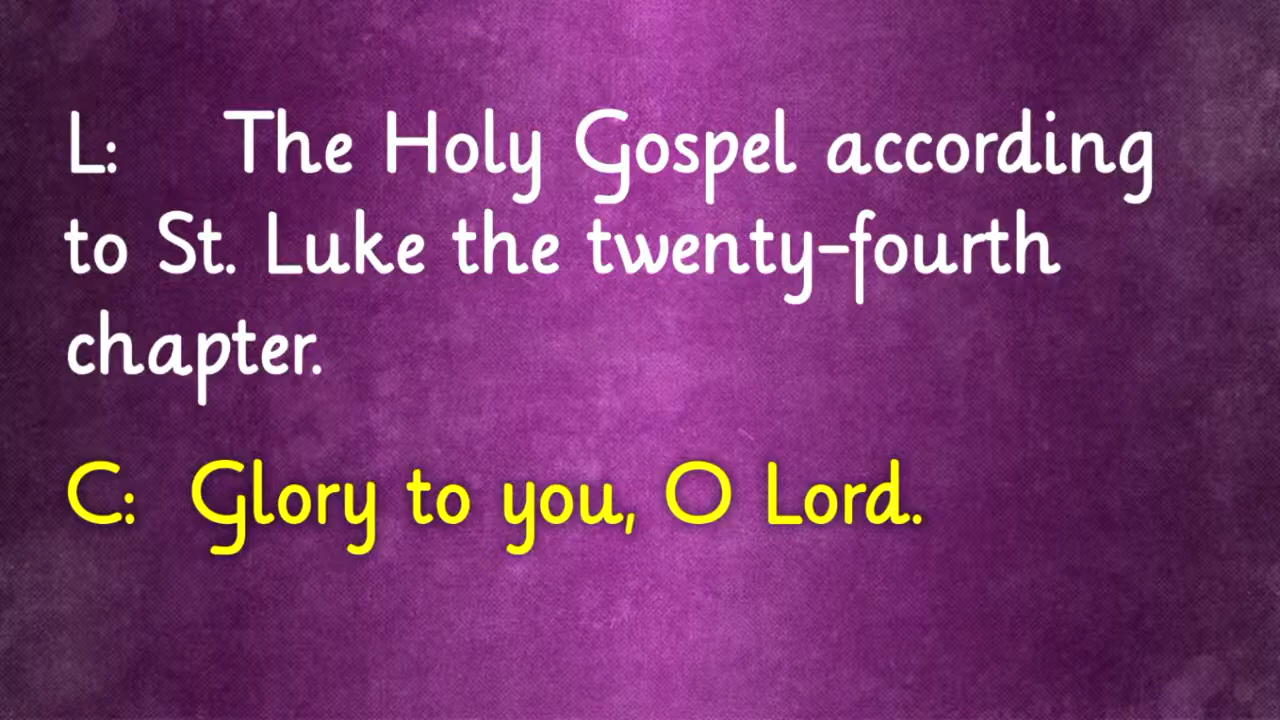 L: The Holy Gospel according
to St. Luke the twenty-fourth
chapter.
C: Glory to you, O Lord.